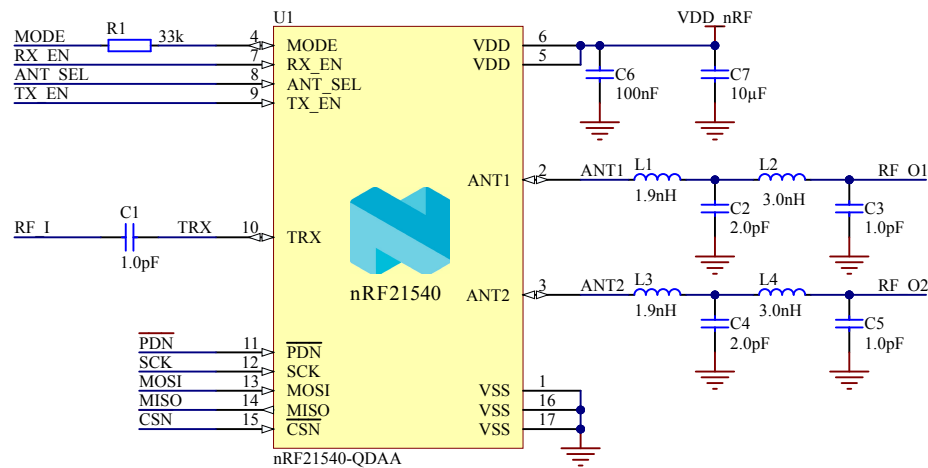 U1
VDD_nRF
R1
33k
MODE
4
MODE
VDD
6
RX_EN
7
RX_EN
VDD
5
ANT_SEL
8
ANT_SEL
C6
C7
TX_EN
9
TX_EN
100nF
10µF
ANT1
2
ANT1
L1
L2
RF_O1
1.9nH
3.0nH
C1
C2
C3
RF_I
TRX
10
TRX
2.0pF
1.0pF
1.0pF
nRF21540
ANT2
3
ANT2
L3
L4
RF_O2
1.9nH
3.0nH
C4
C5
2.0pF
1.0pF
PDN
11
PDN
SCK
12
SCK
MOSI
13
MOSI
VSS
1
MISO
14
MISO
VSS
16
CSN
15
CSN
VSS
17
nRF21540-QDAA